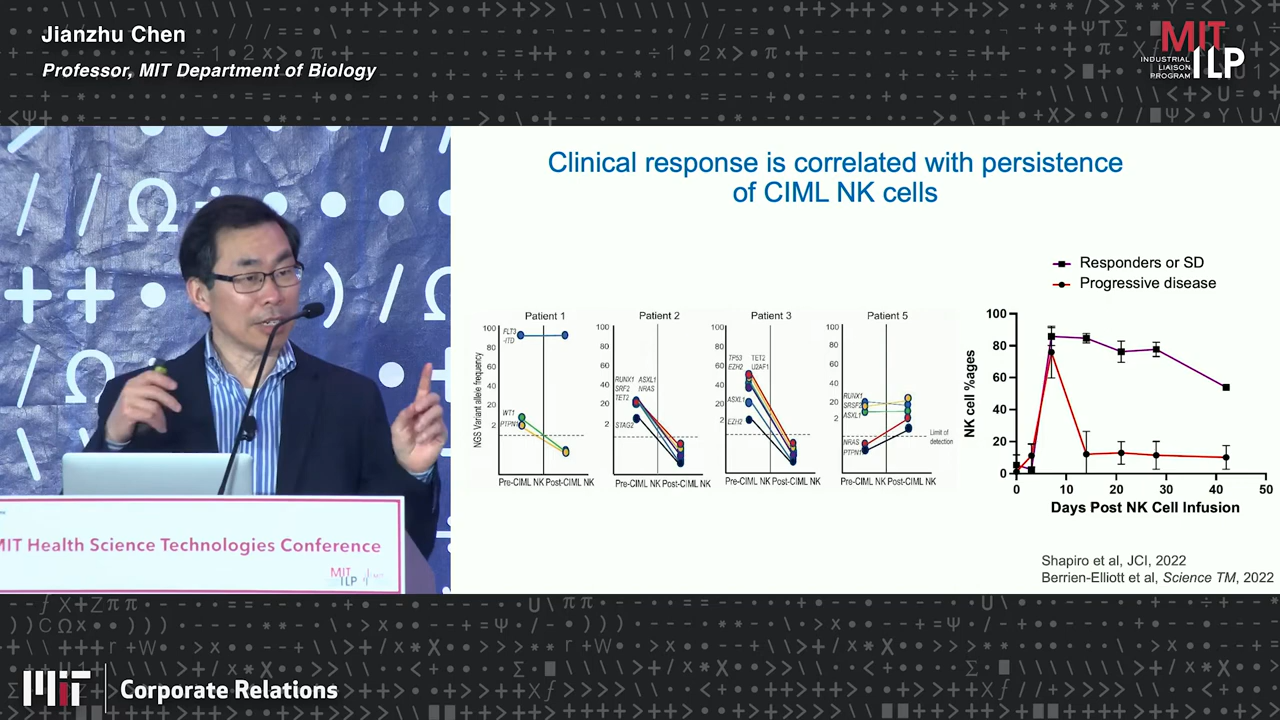 Jianzhu Chen
Professor, MIT Department of Biology
MIT
INDUSTRIAL
LIAISON
PROGRAM
ILP
Clinical response is correlated with persistence
of CIML NK cells
Responders or SD
Progressive disease
Patient 1
Patient 2
Patient 3
Patient 5
NGS Variant allele frequency
100
80
60
40
20
2
FLT3
-ITD
WT1
PTPN1
Pre-CIML NK Post-CIML NK
100
80
60
40
20
2
RUNX1 ASXL1
SRF2 NRAS
TET2
STAG2
Pre-CIML NK Post-CIML NK
100
80
60
40
20
2
TP53 TET2
EZH2 U2AF1
ASXL1
EZH2
Pre-CIML NK Post-CIML NK
100
80
60
40
20
2
RUNX1
SRSF2
ASXL1
NRAS
PTPN1
Limit of
detection
Pre-CIML NK Post-CIML NK
NK cell %ages
100
80
60
40
20
0
0 10 20 30 40 50
Days Post NK Cell Infusion
Shapiro et al, JCI, 2022
Berrien-Elliott et al, Science TM, 2022
MIT Health Science Technologies Conference
MIT
ILP
MIT Corporate Relations